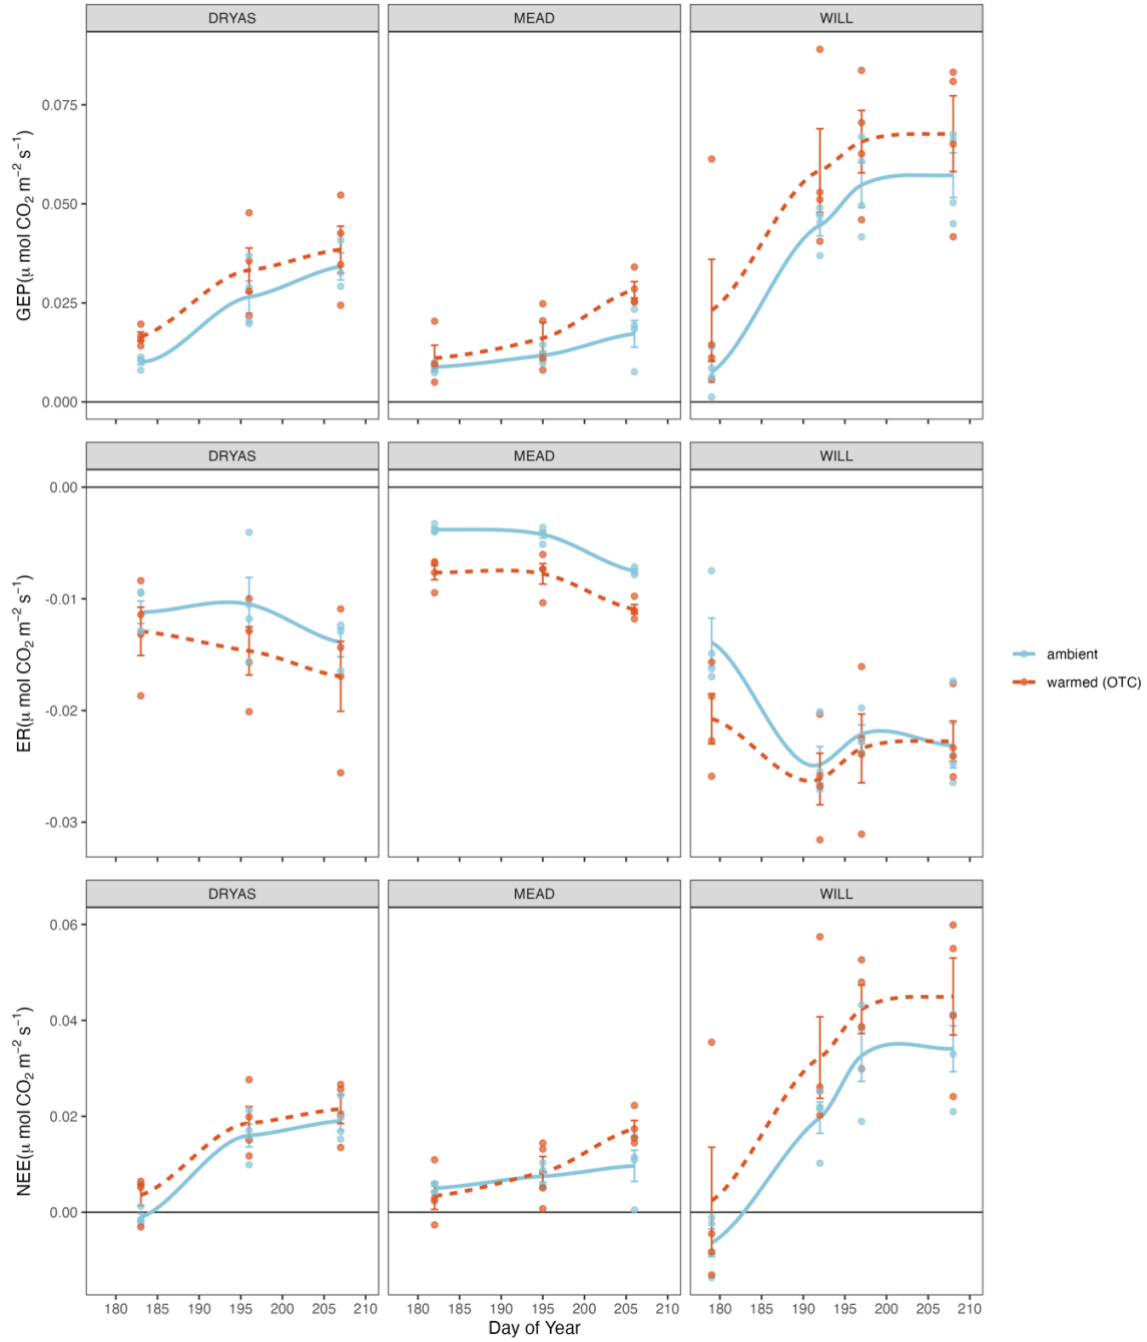 DRYAS MEAD WILL
0.075
0.050
0.025
0.000
GEP(μ mol CO₂ m⁻² s⁻¹)
DRYAS MEAD WILL
0.00
-0.01
-0.02
-0.03
ER(μ mol CO₂ m⁻² s⁻¹)
ambient
warmed (OTC)
DRYAS MEAD WILL
0.06
0.04
0.02
0.00
NEE(μ mol CO₂ m⁻² s⁻¹)
180 185 190 195 200 205 210 180 185 190 195 200 205 210 180 185 190 195 200 205 210
Day of Year